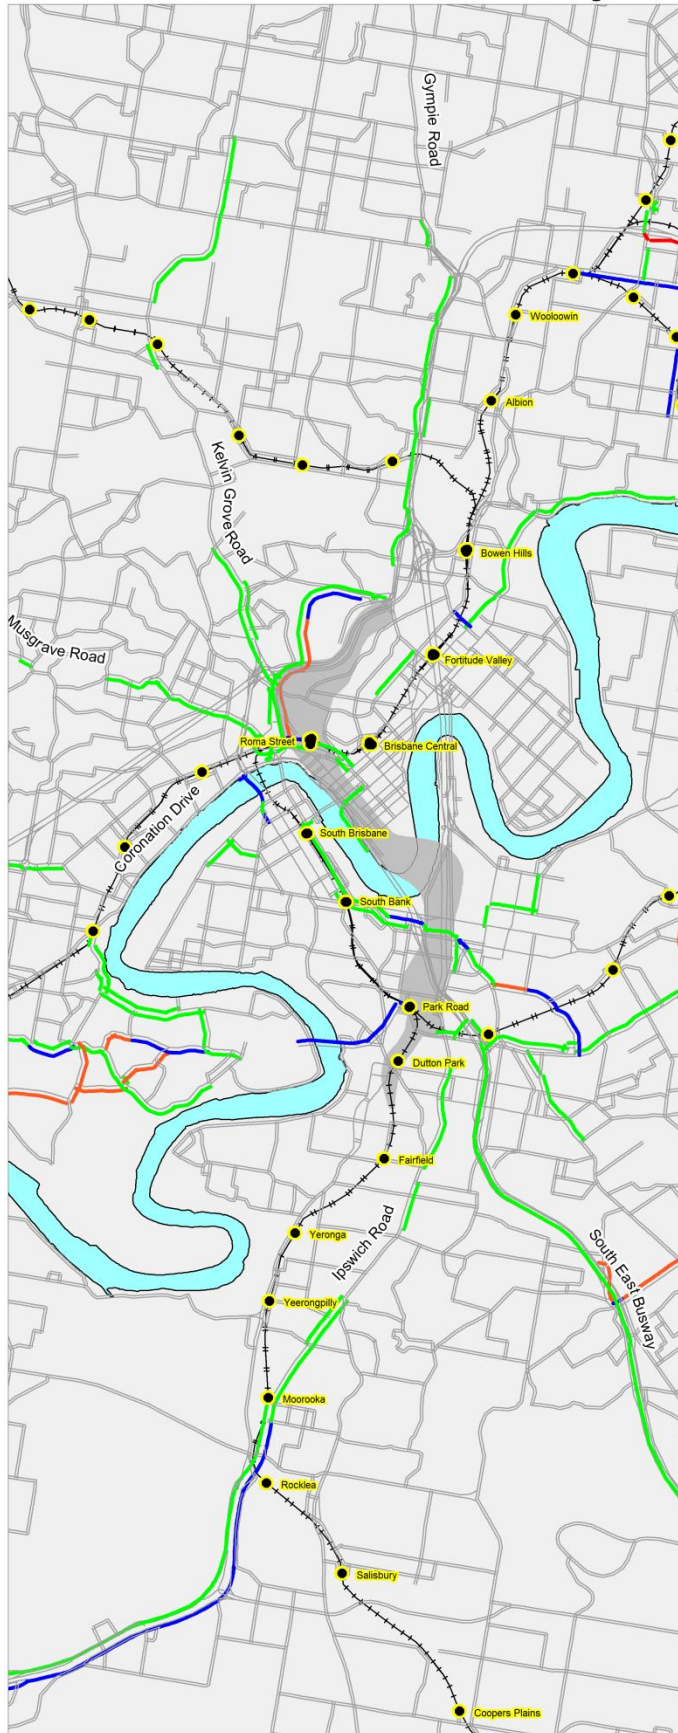 Gympie Road
Wooloowin
Albion
Kelvin Grove Road
Bowen Hills
Musgrave Road
Fortitude Valley
Roma Street
Brisbane Central
Coronation Drive
South Brisbane
South Bank
Park Road
Dutton Park
Fairfield
Yeronga
Ipswich Road
South East Busway
Yeerongpilly
Moorooka
Rocklea
Salisbury
Coopers Plains